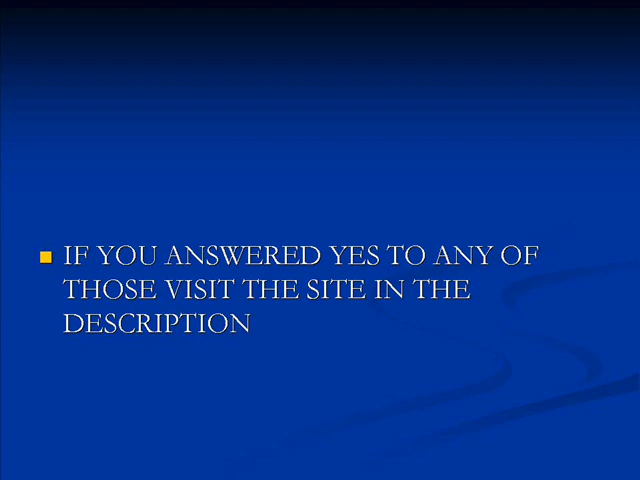 IF YOU ANSWERED YES TO ANY OF
THOSE VISIT THE SITE IN THE
DESCRIPTION